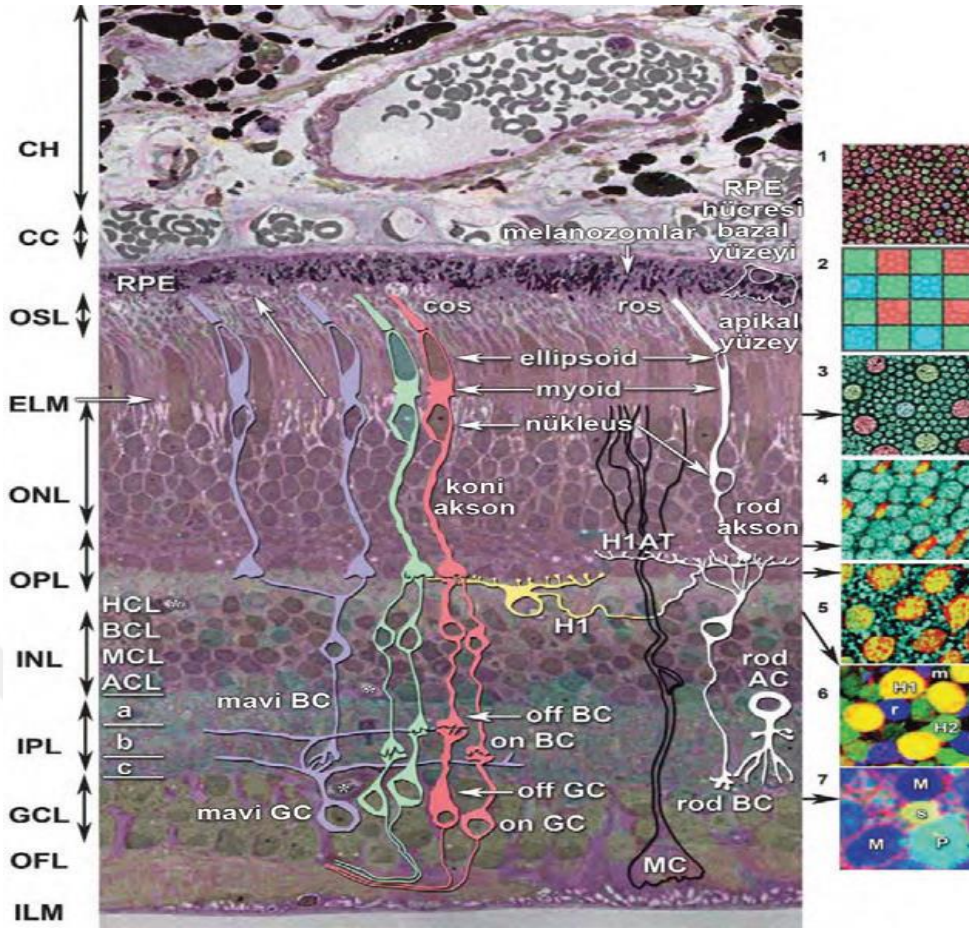 CH
CC
RPE
OSL
ELM
ONL
OPL
HCL
BCL
INL
MCL
ACL
a
IPL
b
c
GCL
OFL
ILM
RPE
hücresi
bazal
yüzeyi
melanozomlar
cos
ros
apikal
yüzey
ellipsoid
myoid
nükleus
koni
akson
rod
akson
H1AT
H1
rod
AC
mavi BC
off BC
on BC
off GC
rod BC
mavi GC
on GC
MC
1
2
3
4
5
6
7
m
H1
r
H2
M
s
M
P